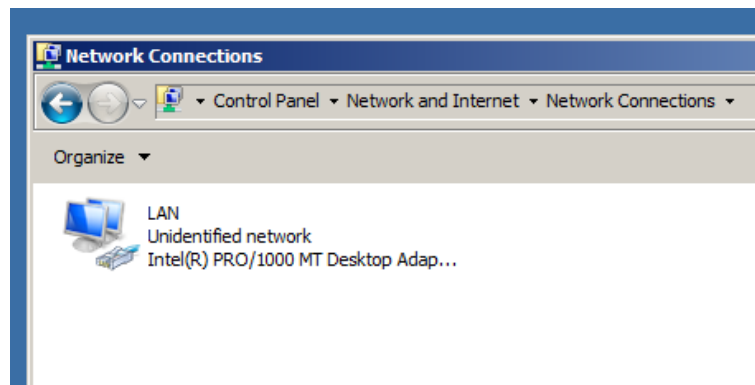 Network Connections
Control Panel Network and Internet Network Connections
Organize
LAN
Unidentified network
Intel(R) PRO/1000 MT Desktop Adap...